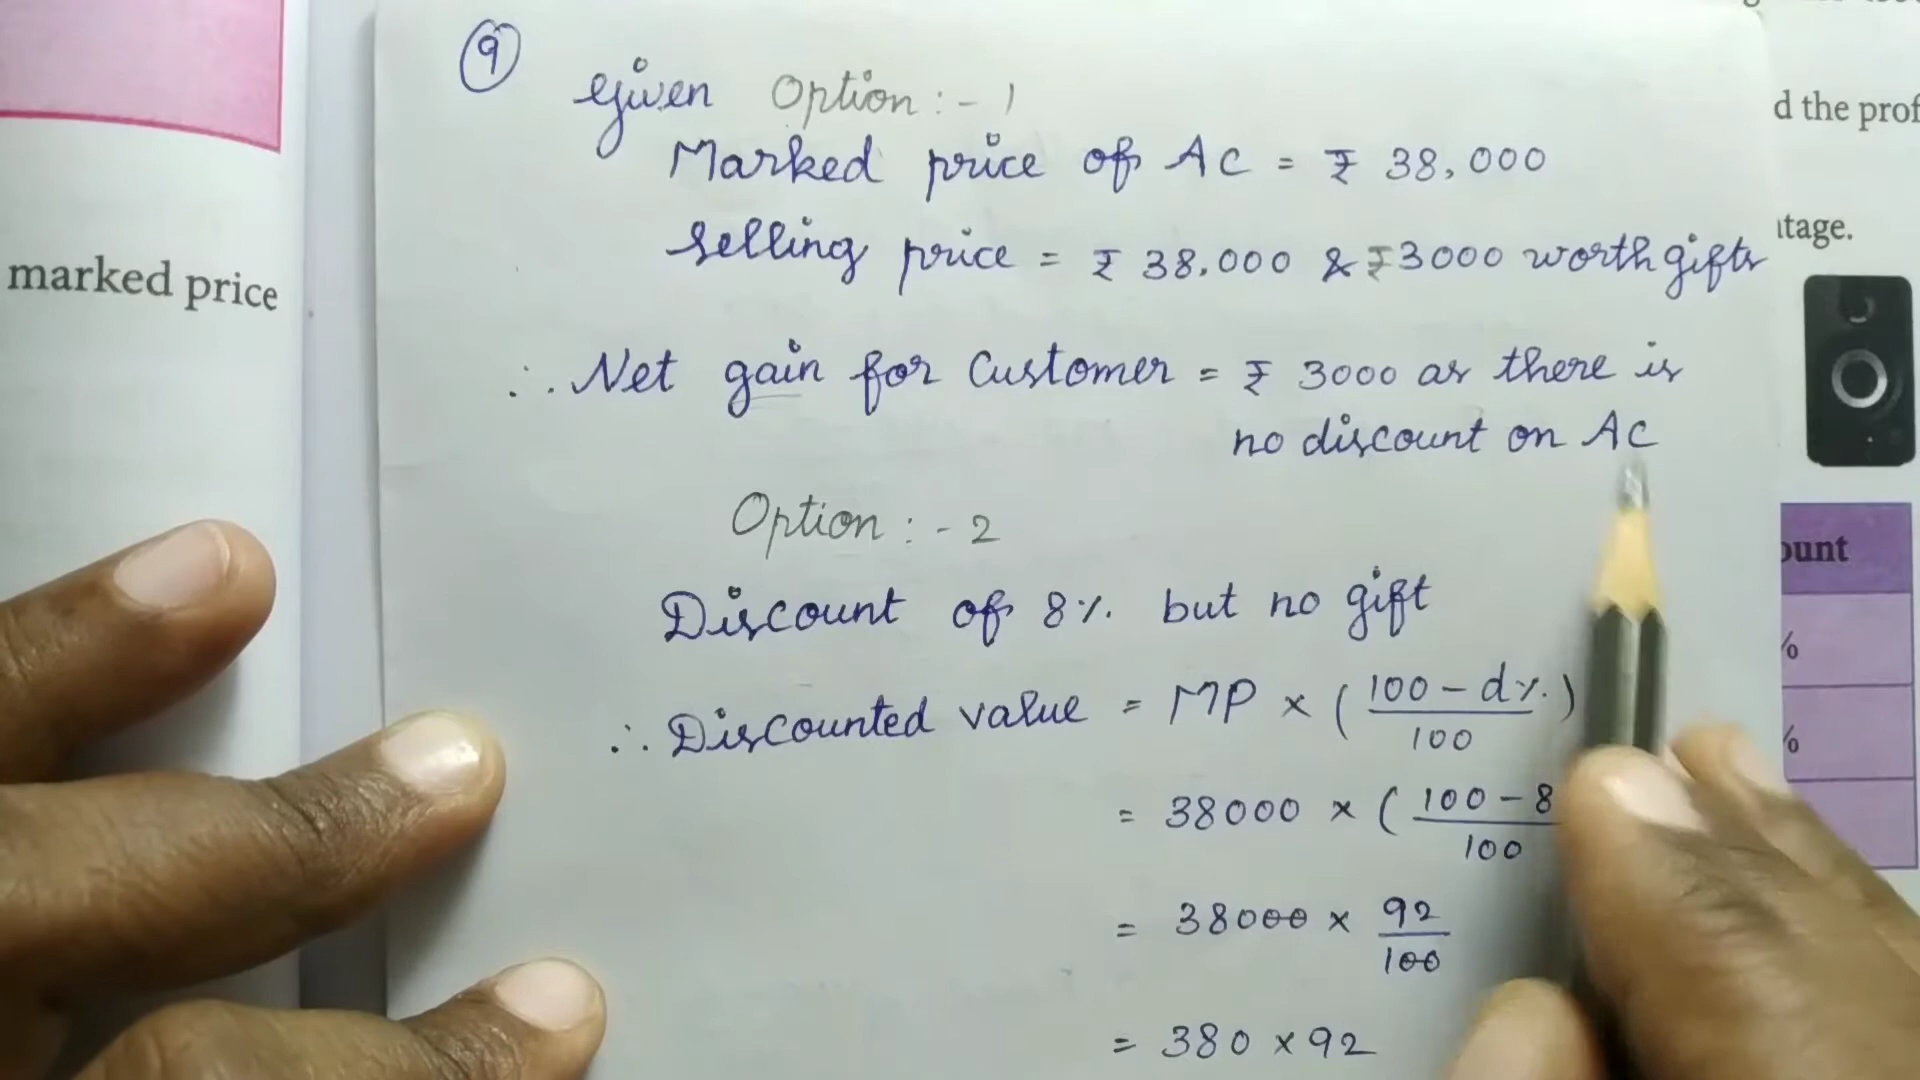 9
Given Option :- 1
Marked price of AC = ₹ 38,000
Selling price = ₹ 38,000 & ₹3000 worth gifts
∴ Net gain for Customer = ₹ 3000 as there is
no discount on AC
Option :- 2
Discount of 8% but no gift
∴ Discounted value = MP × (100 - d% / 100)
= 38000 × (100 - 8 / 100
= 38000 × 92 / 100
= 380 × 92
marked price
d the prof
tage.
ount
%
%